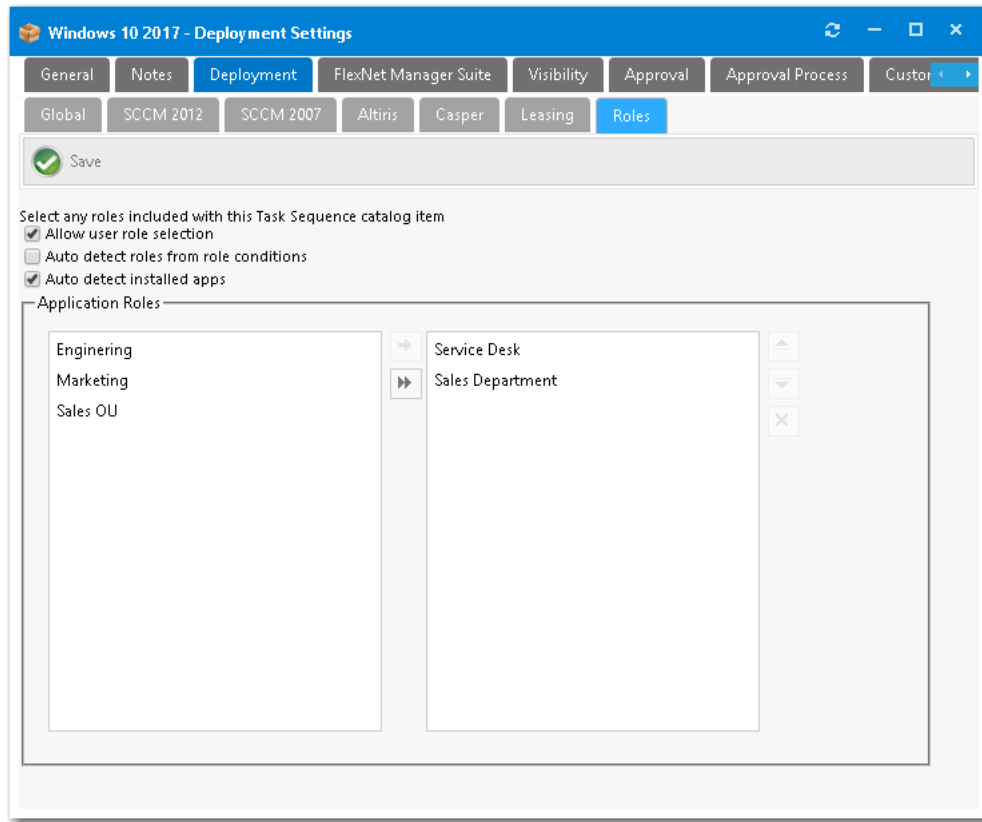 Windows 10 2017 - Deployment Settings
General Notes Deployment FlexNet Manager Suite Visibility Approval Approval Process Custor
Global SCCM 2012 SCCM 2007 Altiris Casper Leasing Roles
Save
Select any roles included with this Task Sequence catalog item
Allow user role selection
Auto detect roles from role conditions
Auto detect installed apps
Application Roles
Enginering
Marketing
Sales OU
Service Desk
Sales Department